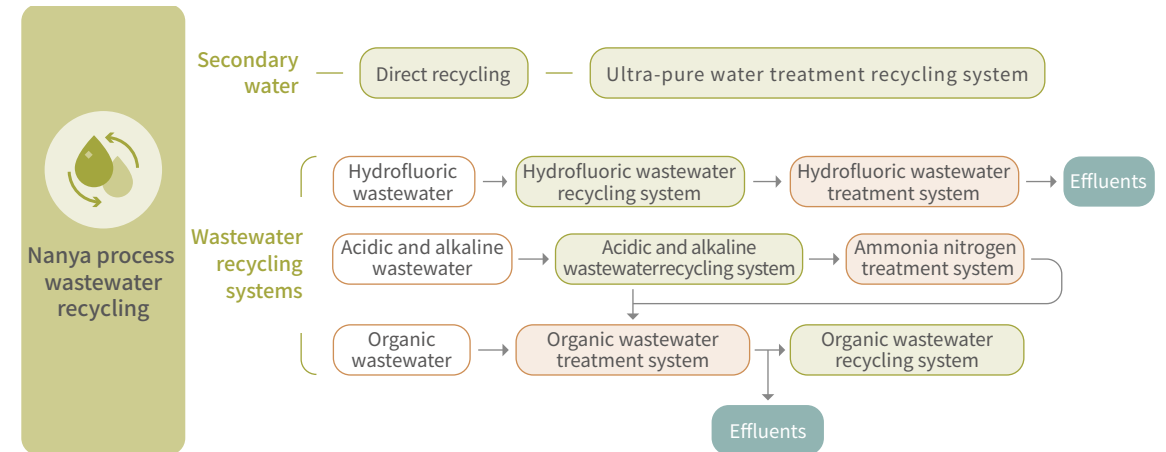 Nanya process
wastewater
recycling
Secondary
water
Direct recycling
Ultra-pure water treatment recycling system
Wastewater
recycling
systems
Hydrofluoric
wastewater
Hydrofluoric wastewater
recycling system
Hydrofluoric wastewater
treatment system
Effluents
Acidic and alkaline
wastewater
Acidic and alkaline
wastewaterrecycling system
Ammonia nitrogen
treatment system
Organic
wastewater
Organic wastewater
treatment system
Organic wastewater
recycling system
Effluents